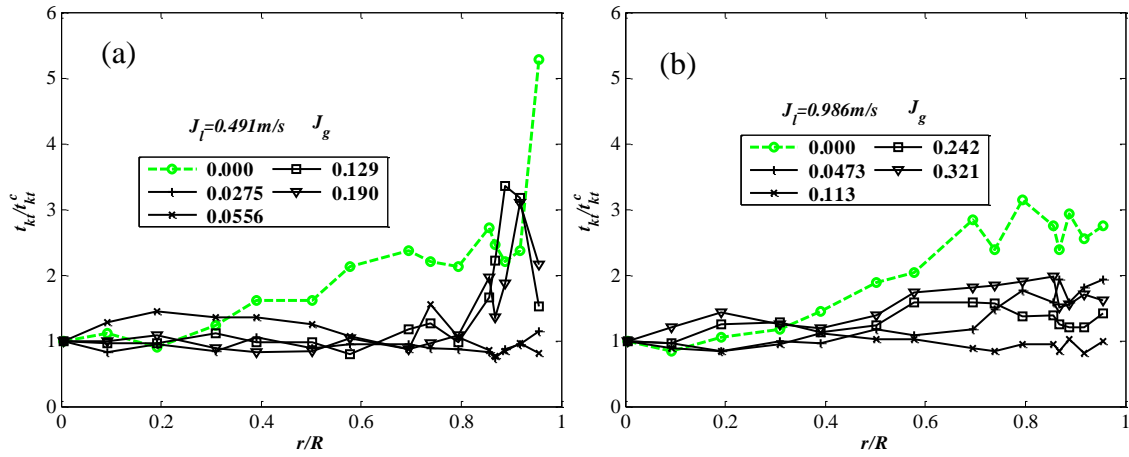 (a)
J_l=0.491m/s J_g
0.000 0.129
0.0275 0.190
0.0556
t_kt/t_kt^c
6
5
4
3
2
1
0
0 0.2 0.4 0.6 0.8 1
r/R
(b)
J_l=0.986m/s J_g
0.000 0.242
0.0473 0.321
0.113
t_kt/t_kt^c
6
5
4
3
2
1
0
0 0.2 0.4 0.6 0.8 1
r/R